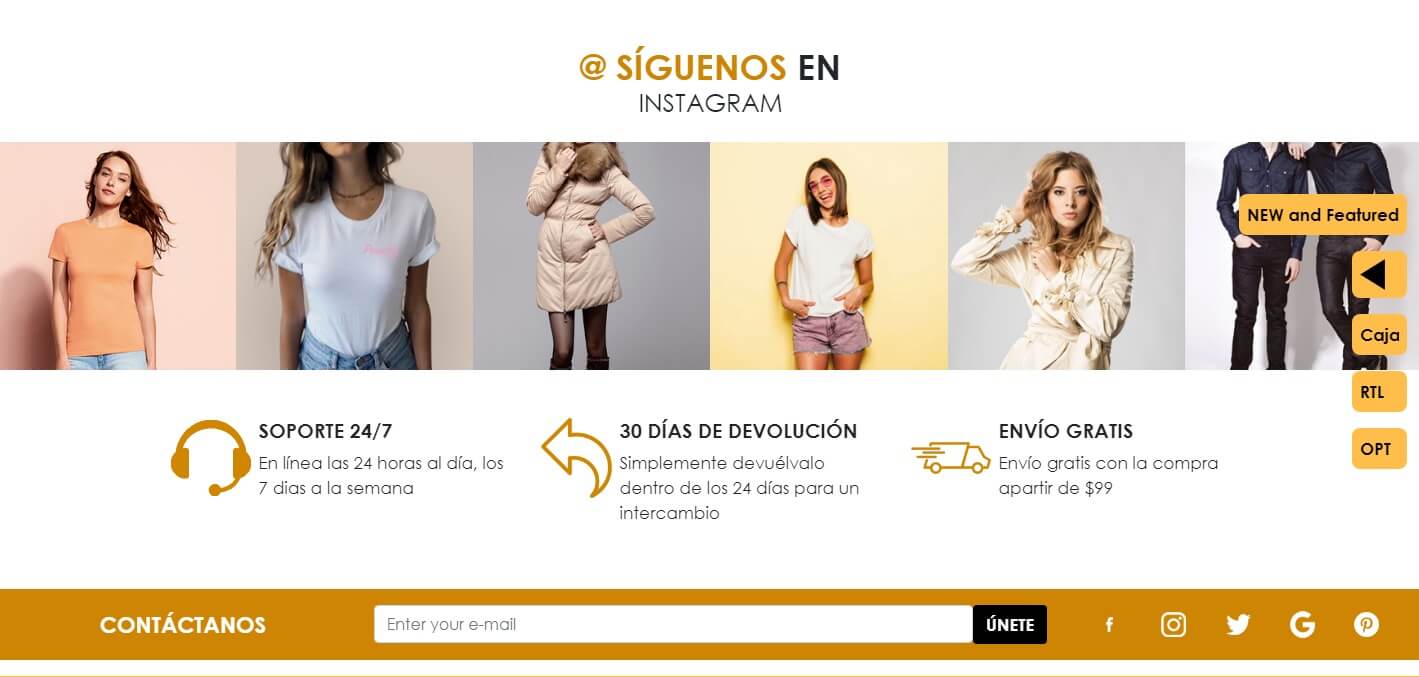 @ SÍGUENOS EN
INSTAGRAM
NEW and Featured
Caja
RTL
OPT
SOPORTE 24/7
En línea las 24 horas al día, los
7 dias a la semana
30 DÍAS DE DEVOLUCIÓN
Simplemente devuélvalo
dentro de los 24 días para un
intercambio
ENVÍO GRATIS
Envío gratis con la compra
apartir de $99
CONTÁCTANOS
Enter your e-mail
ÚNETE